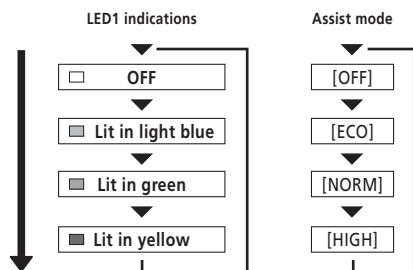 LED1 indications Assist mode
OFF [OFF]
Lit in light blue [ECO]
Lit in green [NORM]
Lit in yellow [HIGH]